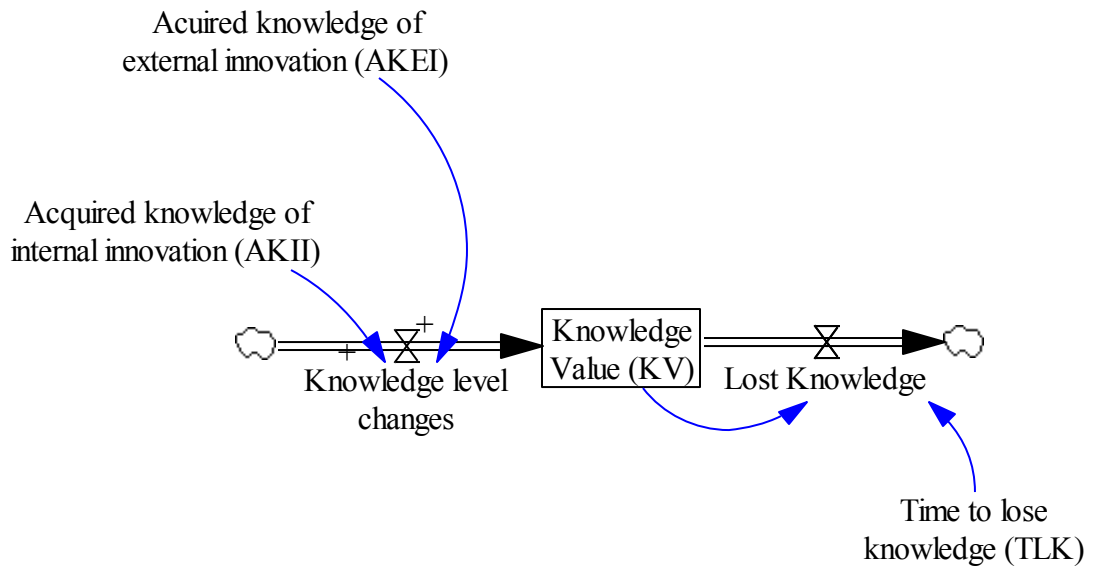 Acuired knowledge of
external innovation (AKEI)
Acquired knowledge of
internal innovation (AKII)
+
+
Knowledge level
changes
Knowledge
Value (KV)
Lost Knowledge
Time to lose
knowledge (TLK)